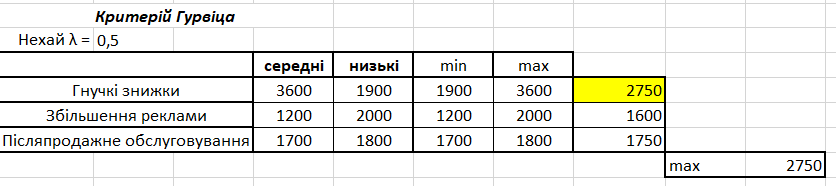 Критерій Гурвіца
Нехай λ = 0,5
середні низькі min max
Гнучкі знижки 3600 1900 1900 3600 2750
Збільшення реклами 1200 2000 1200 2000 1600
Післяпродажне обслуговування 1700 1800 1700 1800 1750
max 2750